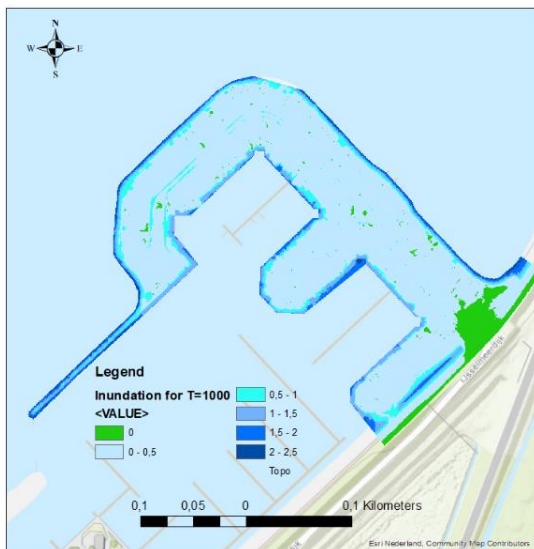 N
W E
S
IJsselmeerdijk
Legend
Inundation for T=1000
<VALUE>
0
0 - 0,5
0,5 - 1
1 - 1,5
1,5 - 2
2 - 2,5
Topo
0,1 0,05 0 0,1 Kilometers
Esri Nederland, Community Map Contributors